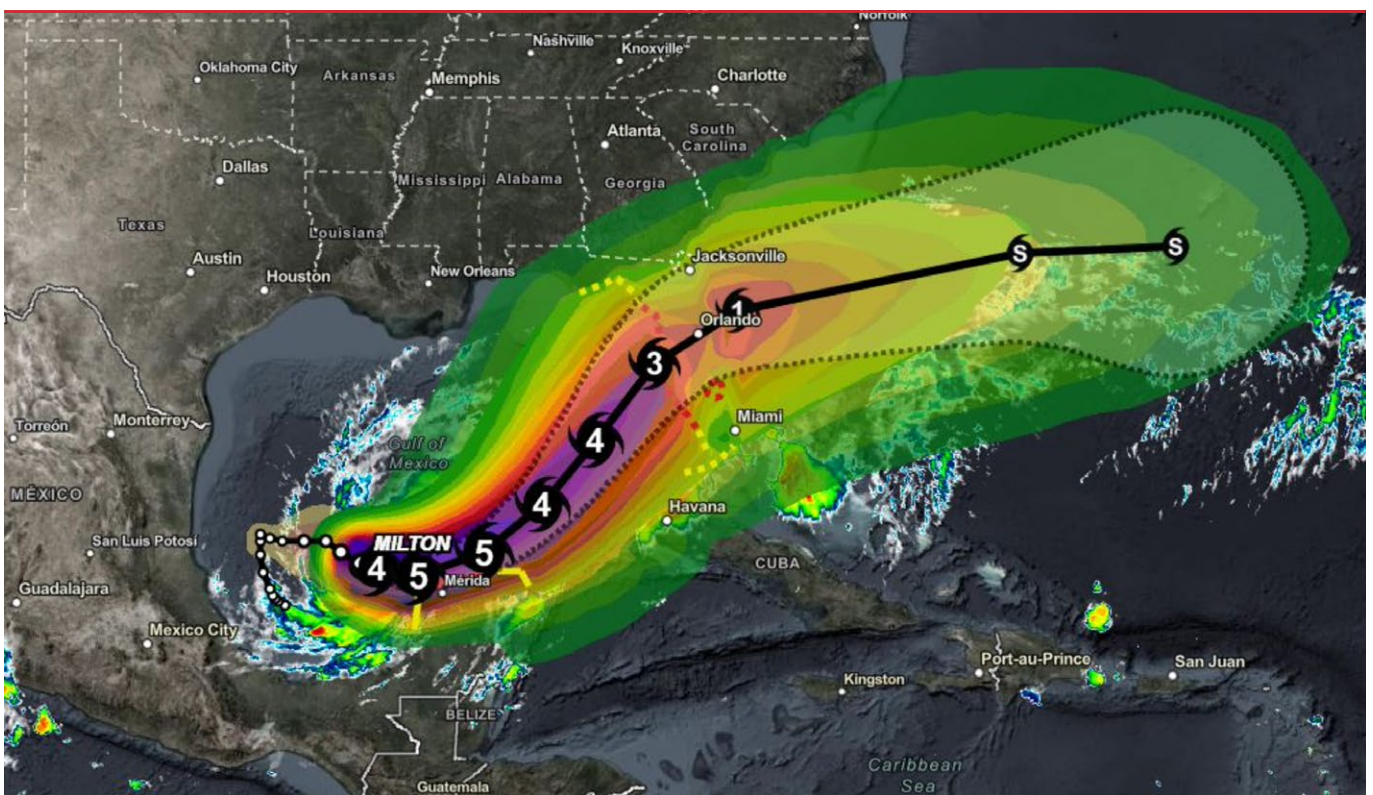 Norfolk
Nashville
Knoxville
Oklahoma City
Arkansas
Memphis
Charlotte
Atlanta
South
Carolina
Dallas
Mississippi
Alabama
Georgia
Texas
Louisiana
S
S
Austin
Houston
New Orleans
Jacksonville
1
Orlando
3
Monterrey
Torreón
Gulf of
Mexico
4
Miami
MÉXICO
4
Havana
San Luis Potosí
MILTON
5
4
5
Mérida
CUBA
Guadalajara
Mexico City
Port-au-Prince
San Juan
Kingston
BELIZE
Caribbean
Sea
Guatemala